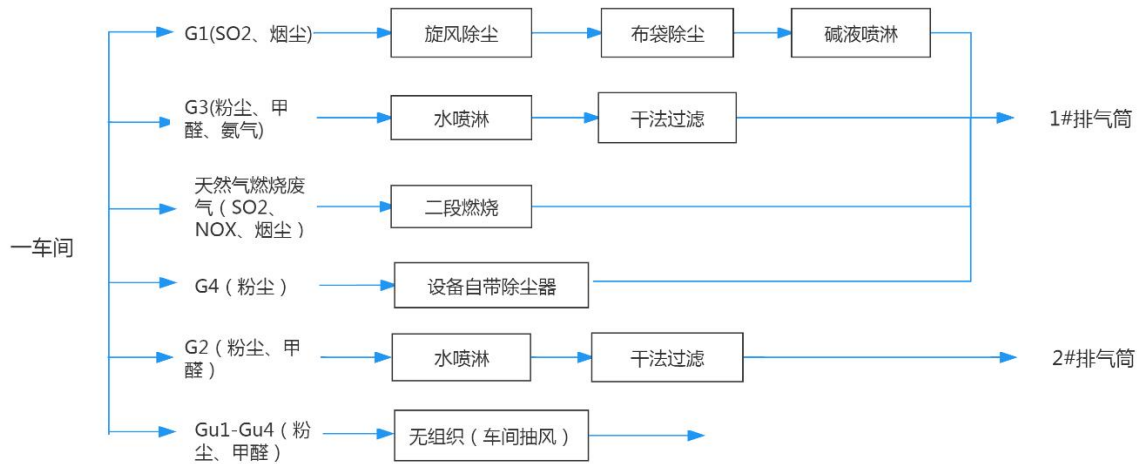 G1(SO2、烟尘)
旋风除尘
布袋除尘
碱液喷淋
G3(粉尘、甲
醛、氨气)
水喷淋
干法过滤
1#排气筒
天然气燃烧废
气（SO2、
NOX、烟尘）
二段燃烧
一车间
G4（粉尘）
设备自带除尘器
G2（粉尘、甲
醛）
水喷淋
干法过滤
2#排气筒
Gu1-Gu4（粉
尘、甲醛）
无组织（车间抽风）